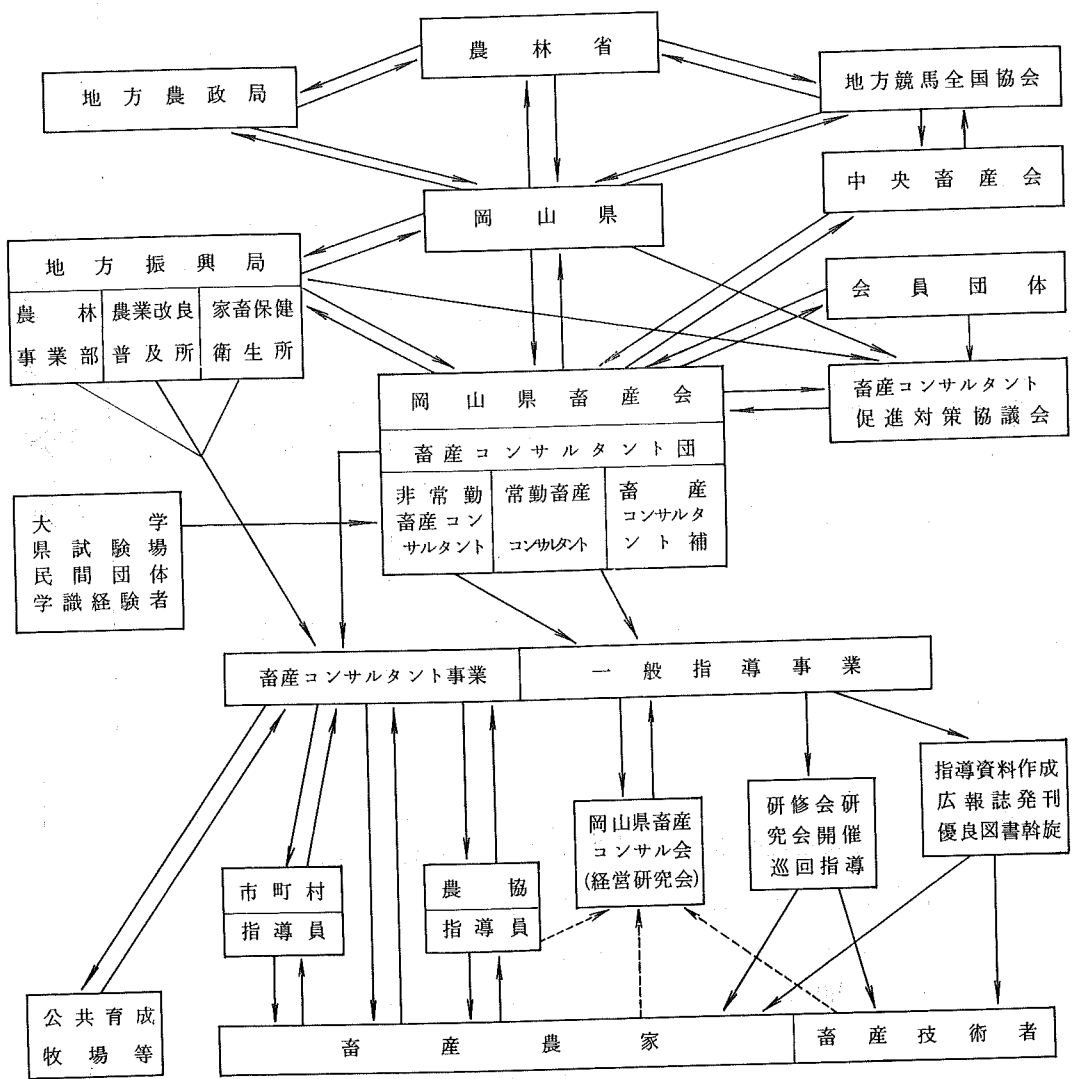 農林省
地方農政局
地方競馬全国協会
中央畜産会
岡山県
地方振興局
農林
事業部
農業改良
普及所
家畜保健
衛生所
会員団体
岡山県畜産会
畜産コンサルタント団
非常勤
畜産コン
サルタント
常勤畜産
コンサルタント
畜産
コンサルタ
ント補
畜産コンサルタント
促進対策協議会
大学
県試験場
民間団体
学識経験者
畜産コンサルタント事業
一般指導事業
指導資料作成
広報誌発刊
優良図書斡旋
研修会研
究会開催
巡回指導
岡山県畜産
コンサル会
(経営研究会)
市町村
指導員
農協
指導員
公共育成
牧場等
畜産農家
畜産技術者